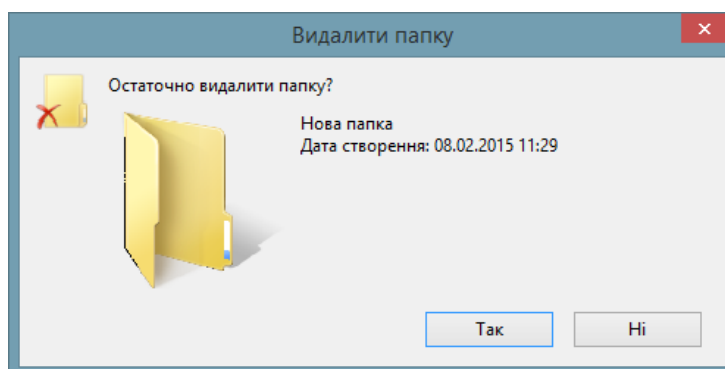 Видалити папку
Остаточно видалити папку?
Нова папка
Дата створення: 08.02.2015 11:29
Так
Ні